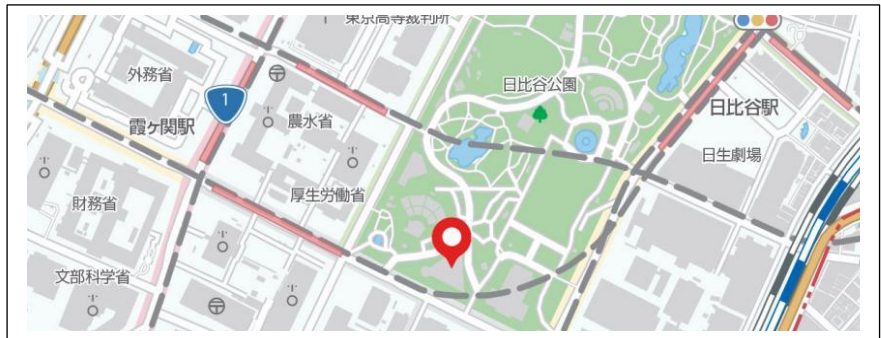 東京高等裁判所
外務省
日比谷公園
1
日比谷駅
霞ヶ関駅
農水省
日生劇場
厚生労働省
財務省
文部科学省